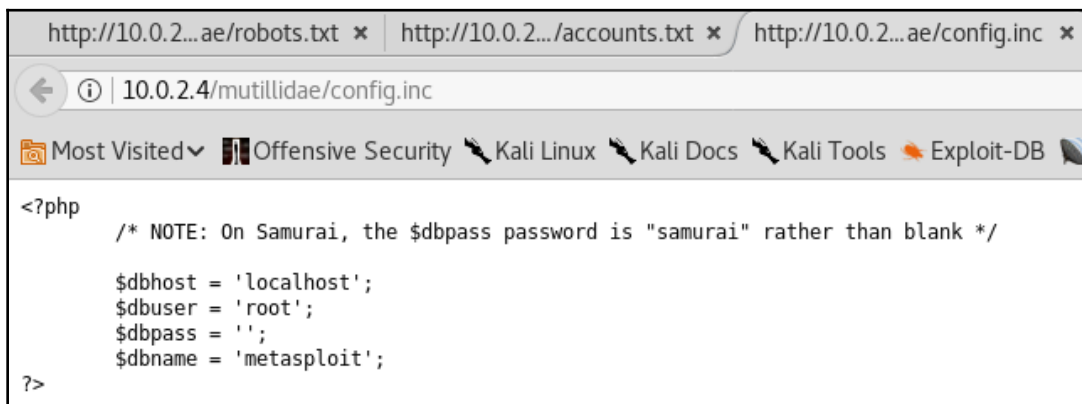 http://10.0.2...ae/robots.txt × http://10.0.2.../accounts.txt × http://10.0.2...ae/config.inc ×
10.0.2.4/mutillidae/config.inc
Most Visited Offensive Security Kali Linux Kali Docs Kali Tools Exploit-DB
<?php
/* NOTE: On Samurai, the $dbpass password is "samurai" rather than blank */
$dbhost = 'localhost';
$dbuser = 'root';
$dbpass = '';
$dbname = 'metasploit';
?>